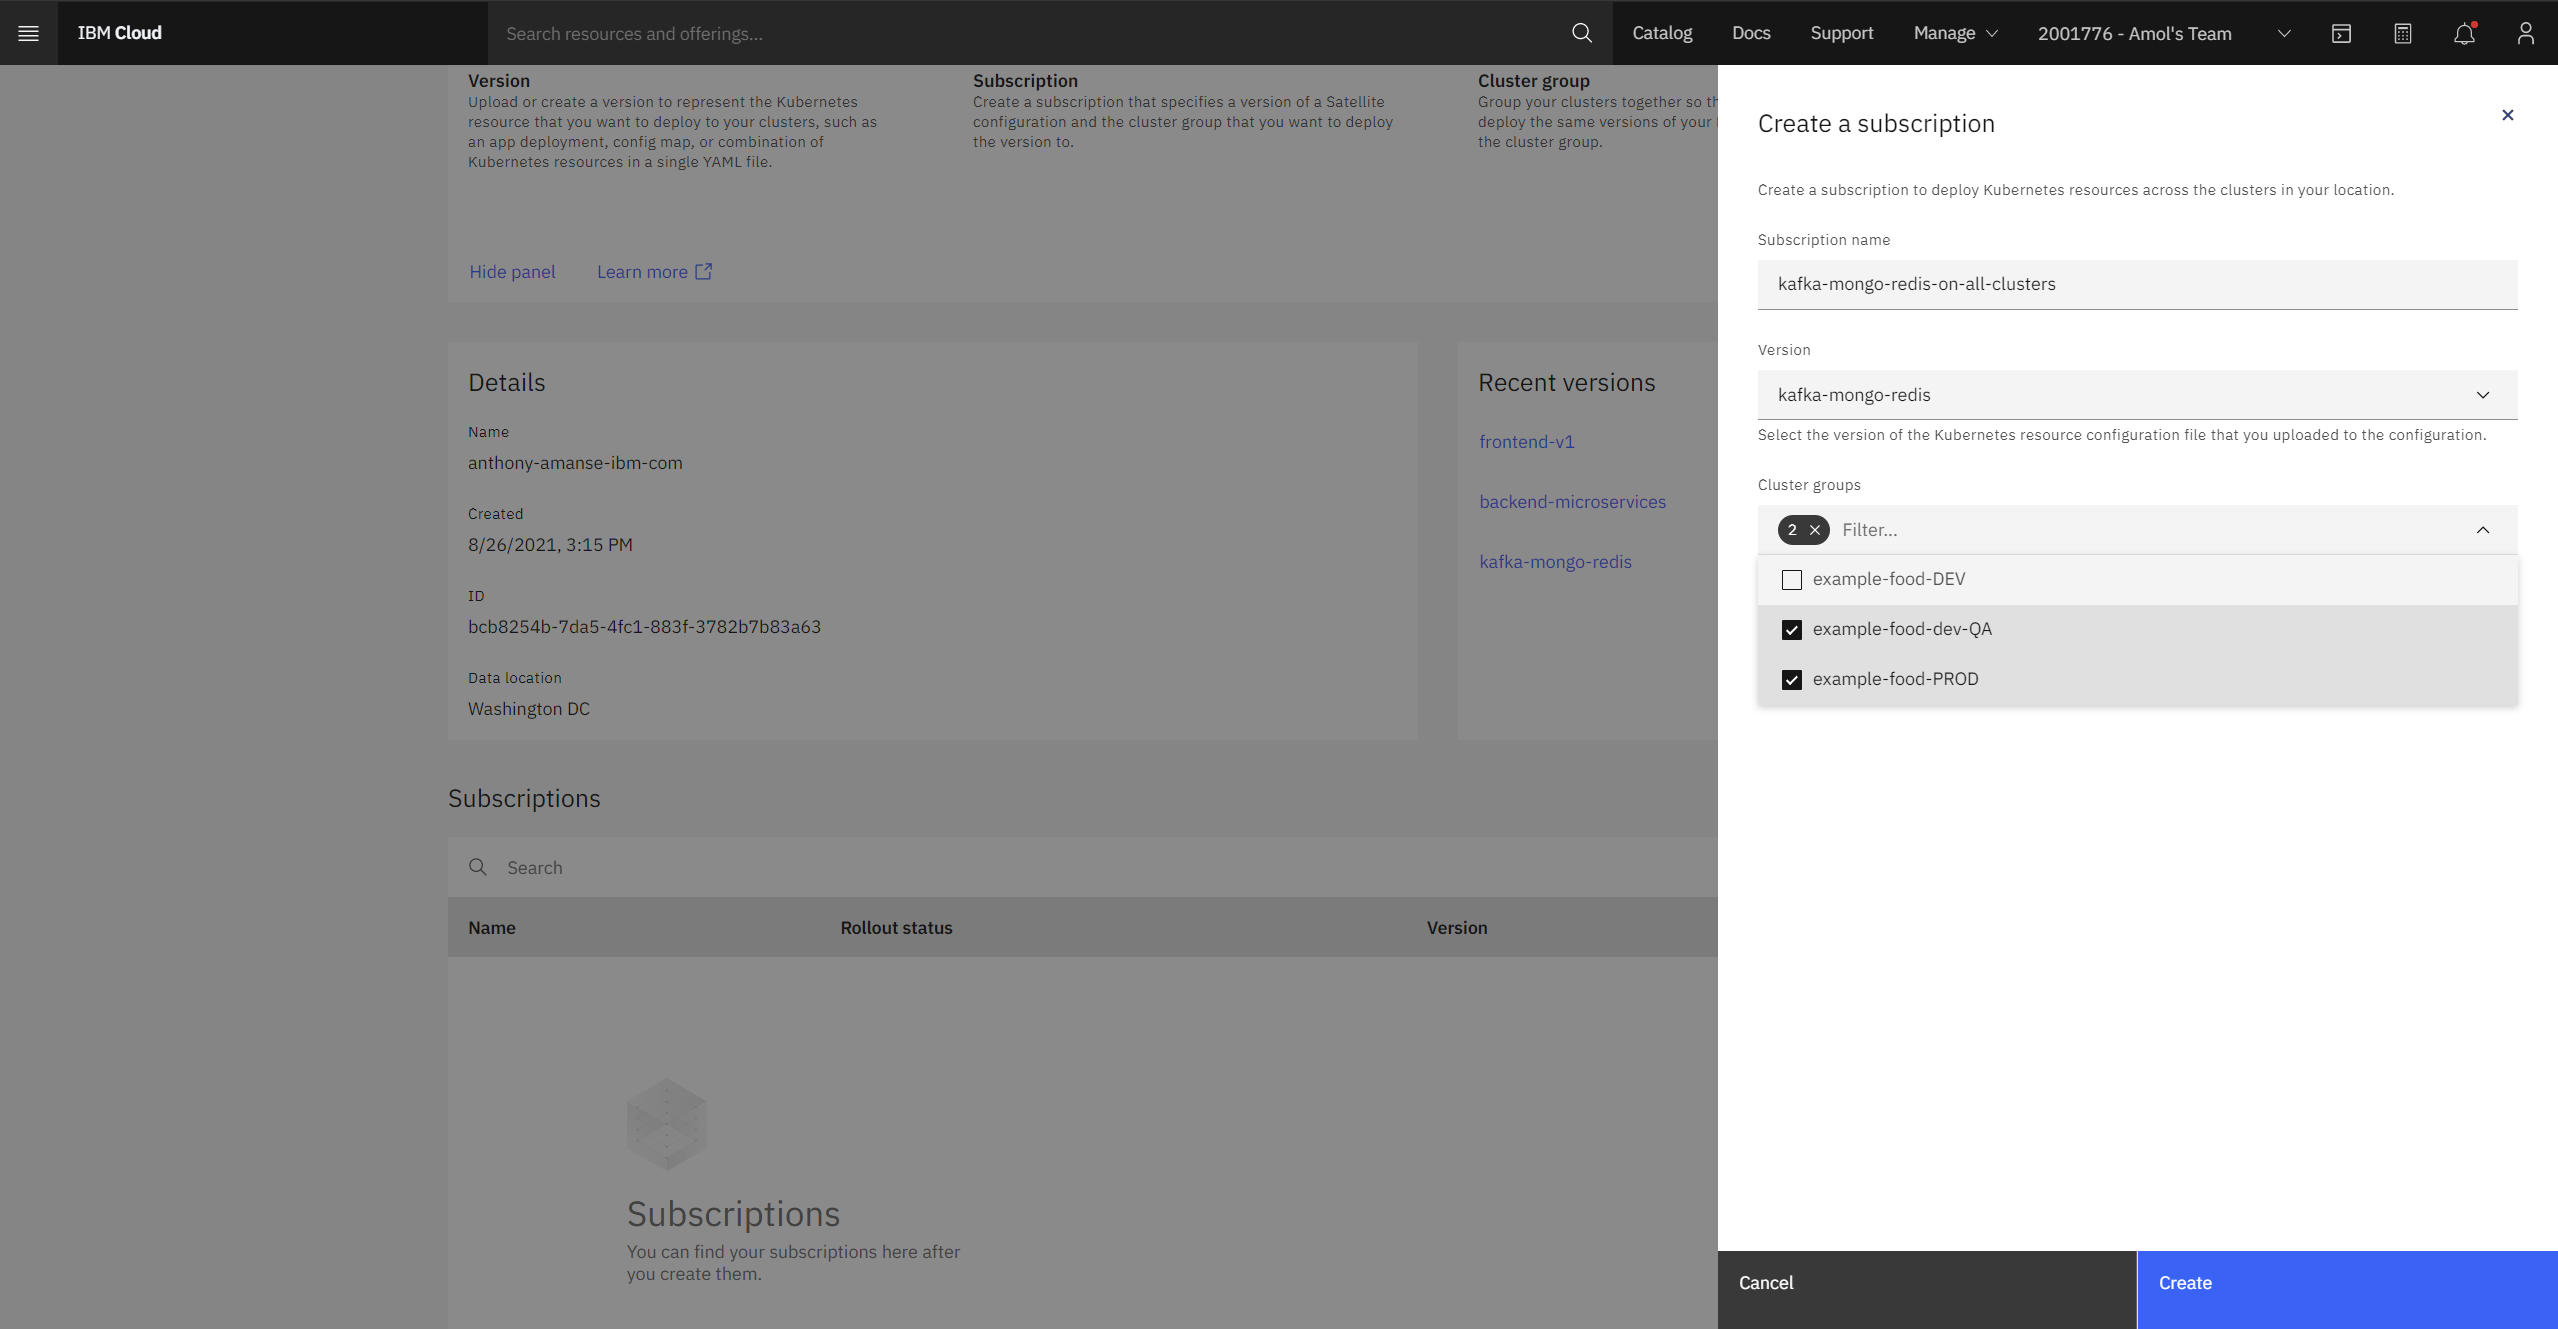 IBM Cloud
Search resources and offerings...
Catalog
Docs
Support
Manage
2001776 - Amol's Team
Version
Upload or create a version to represent the Kubernetes
resource that you want to deploy to your clusters, such as
an app deployment, config map, or combination of
Kubernetes resources in a single YAML file.
Subscription
Create a subscription that specifies a version of a Satellite
configuration and the cluster group that you want to deploy
the version to.
Cluster group
Group your clusters together so th
deploy the same versions of your
the cluster group.
Hide panel
Learn more
Details
Name
anthony-amanse-ibm-com
Created
8/26/2021, 3:15 PM
ID
bcb8254b-7da5-4fc1-883f-3782b7b83a63
Data location
Washington DC
Recent versions
frontend-v1
backend-microservices
kafka-mongo-redis
Subscriptions
Search
Name
Rollout status
Version
Subscriptions
You can find your subscriptions here after
you create them.
Create a subscription
Create a subscription to deploy Kubernetes resources across the clusters in your location.
Subscription name
kafka-mongo-redis-on-all-clusters
Version
kafka-mongo-redis
Select the version of the Kubernetes resource configuration file that you uploaded to the configuration.
Cluster groups
2
Filter...
example-food-DEV
example-food-dev-QA
example-food-PROD
Cancel
Create